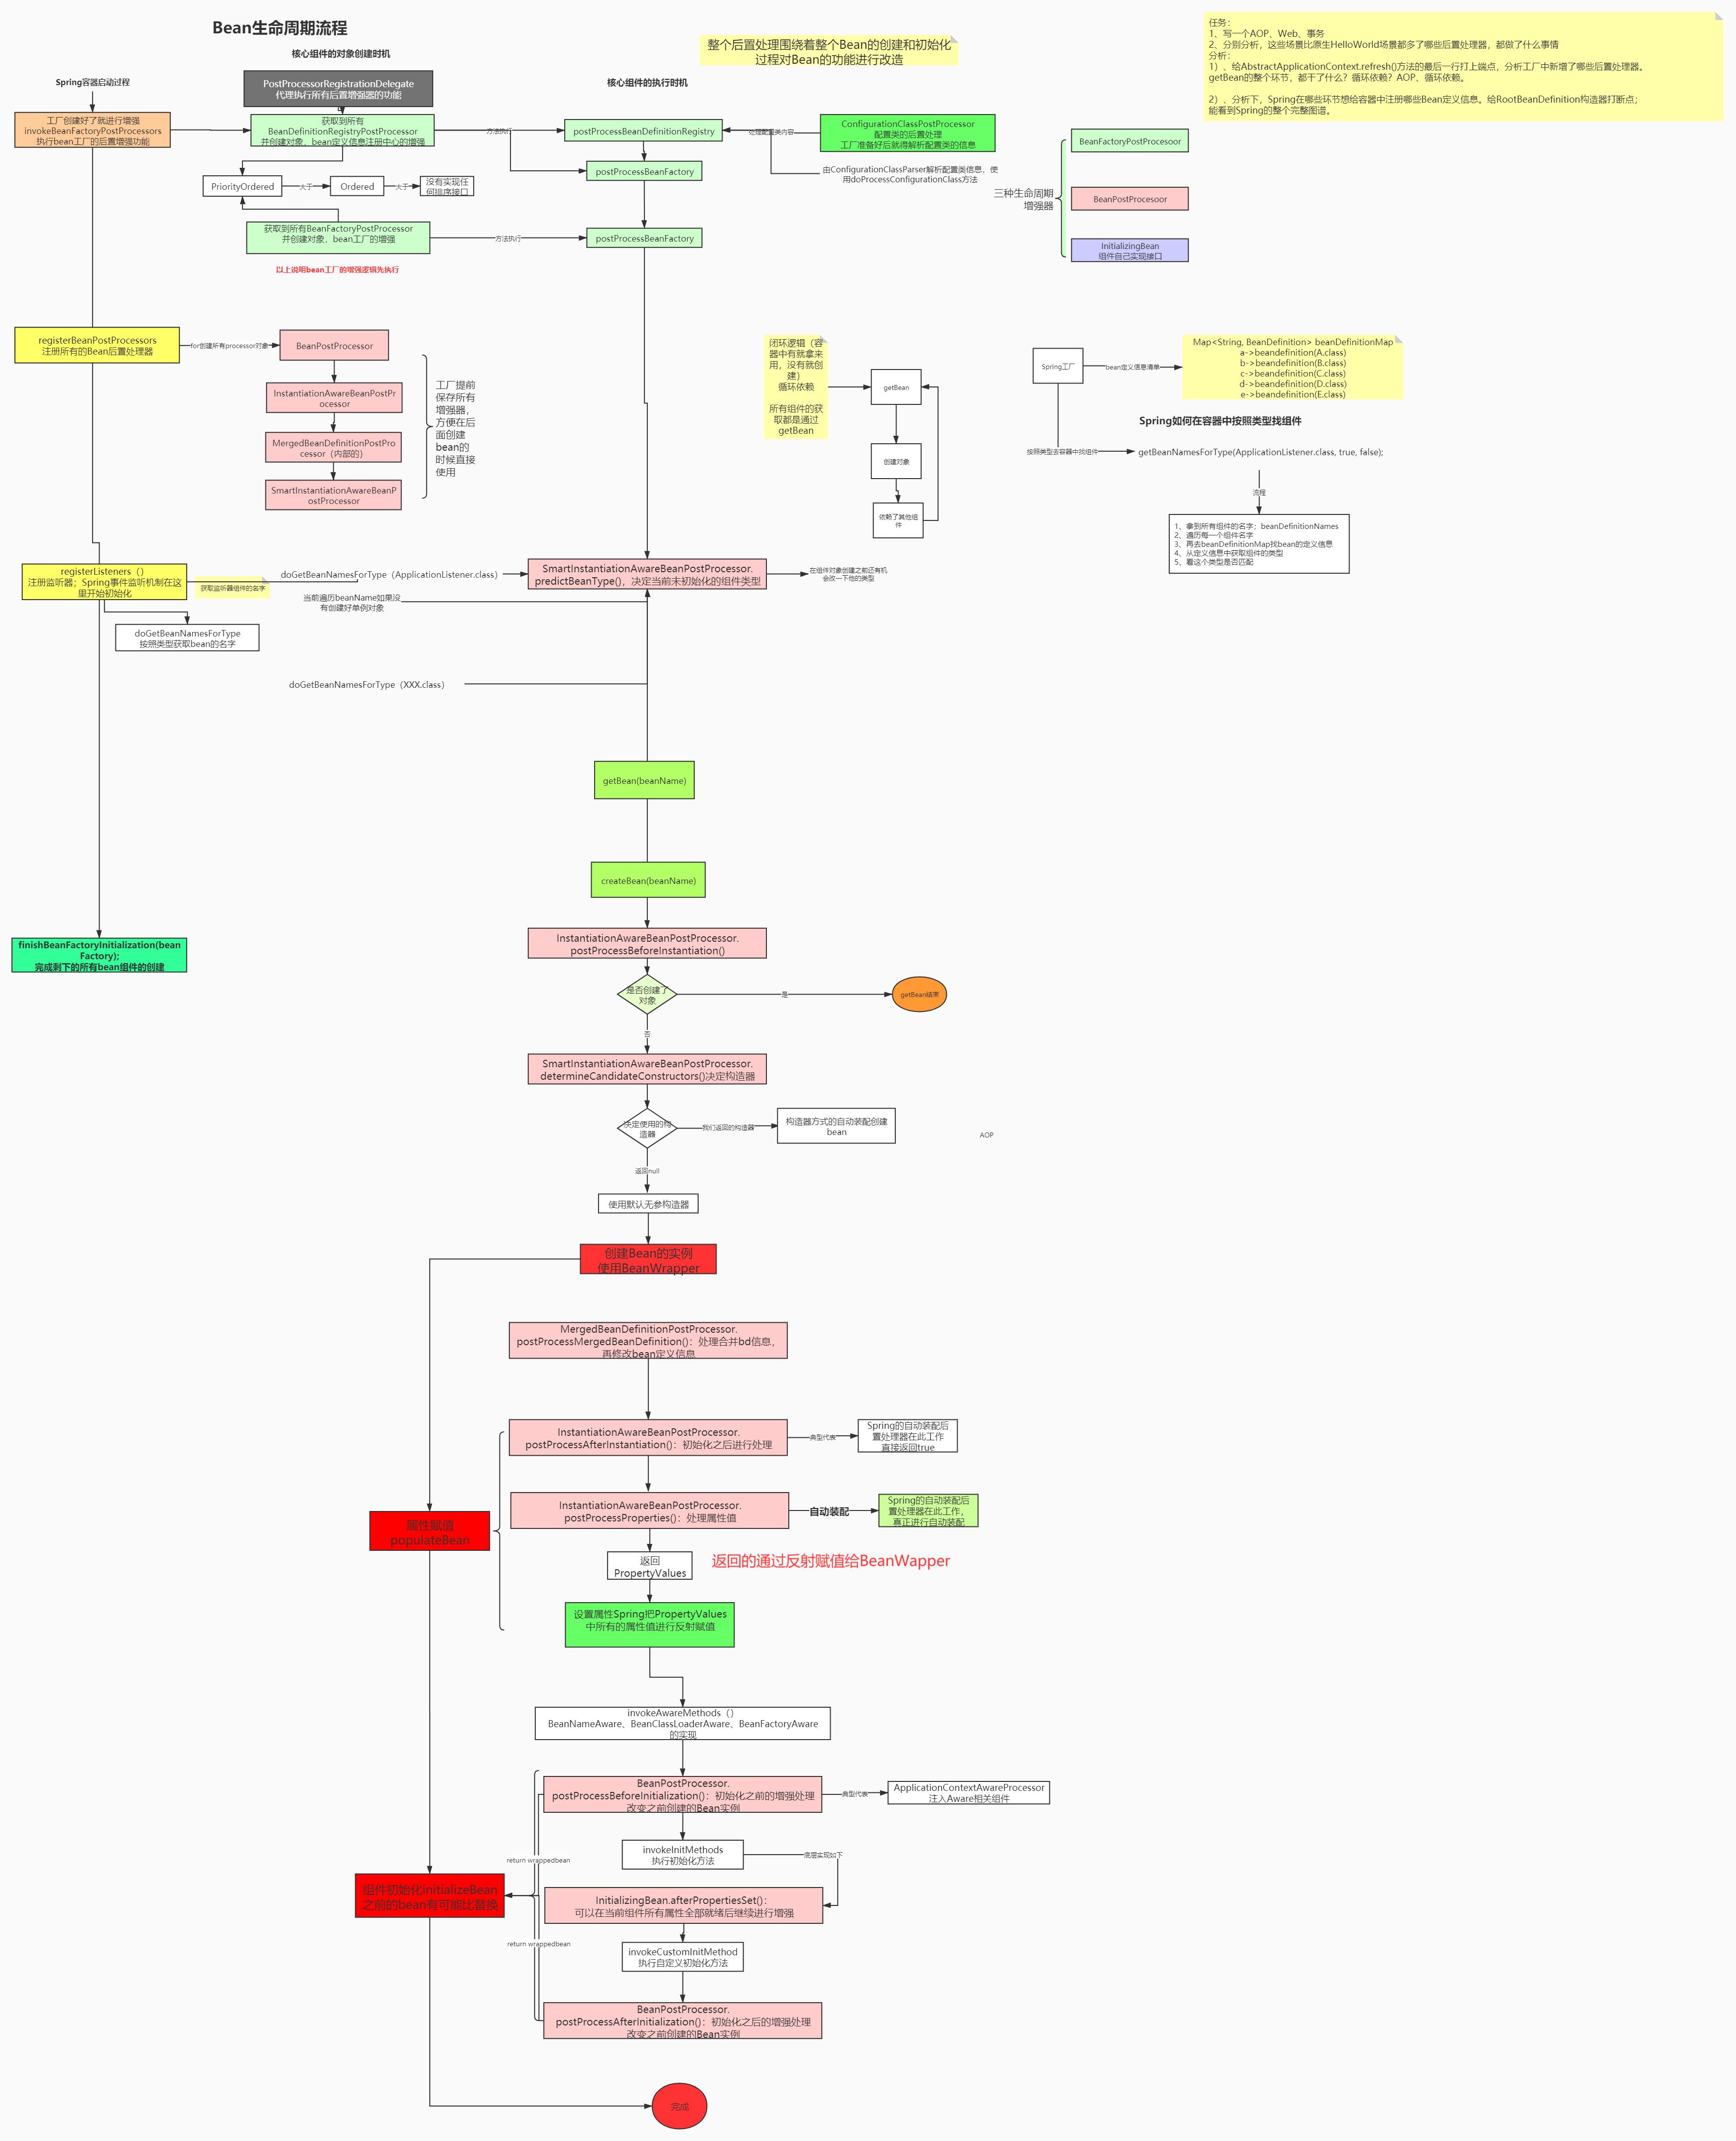 Bean生命周期流程
核心组件的对象创建时机
整个后置处理围绕着整个Bean的创建和初始化
过程对Bean的功能进行改造
任务：
1、写一个AOP、Web、事务
2、分别分析，这些场景比原生HelloWorld场景都多了哪些后置处理器，都做了什么事情
分析：
1）、给AbstractApplicationContext.refresh()方法的最后一行打上端点，分析工厂中新增了哪些后置处理器。
getBean的整个环节，都干了什么？循环依赖？AOP、循环依赖。
2）、分析下，Spring在哪些环节想给容器中注册哪些Bean定义信息。给RootBeanDefinition构造器打断点；
能看到Spring的整个完整图谱。
Spring容器启动过程
PostProcessorRegistrationDelegate
代理执行所有后置增强器的功能
核心组件的执行时机
工厂创建好了就进行增强
invokeBeanFactoryPostProcessors
执行bean工厂的后置增强功能
获取到所有
BeanDefinitionRegistryPostProcessor
并创建对象，bean定义信息注册中心的增强
方法执行
postProcessBeanDefinitionRegistry
处理配置类内容
ConfigurationClassPostProcessor
配置类的后置处理
工厂准备好后就得解析配置类的信息
postProcessBeanFactory
由ConfigurationClassParser解析配置类信息，使
用doProcessConfigurationClass方法
PriorityOrdered
大于
Ordered
大于
没有实现任
何排序接口
获取到所有BeanFactoryPostProcessor
并创建对象，bean工厂的增强
方法执行
postProcessBeanFactory
以上说明bean工厂的增强逻辑先执行
三种生命周期
增强器
BeanFactoryPostProcesoor
BeanPostProcesoor
InitializingBean
组件自己实现接口
registerBeanPostProcessors
注册所有的Bean后置处理器
for创建所有processor对象
BeanPostProcessor
InstantiationAwareBeanPostPr
ocessor
MergedBeanDefinitionPostPro
cessor（内部的）
SmartInstantiationAwareBeanP
ostProcessor
工厂提前
保存所有
增强器，
方便在后
面创建
bean的
时候直接
使用
闭环逻辑（容
器中有就拿来
用，没有就创
建）
循环依赖
所有组件的获
取都是通过
getBean
getBean
创建对象
依赖了其他组
件
Spring工厂
bean定义信息清单
Map<String, BeanDefinition> beanDefinitionMap
a->beandefinition(A.class)
b->beandefinition(B.class)
c->beandefinition(C.class)
d->beandefinition(D.class)
e->beandefinition(E.class)
Spring如何在容器中按照类型找组件
按照类型去容器中找组件
getBeanNamesForType(ApplicationListener.class, true, false);
流程
1、拿到所有组件的名字；beanDefinitionNames
2、遍历每一个组件名字
3、再去beanDefinitionMap找bean的定义信息
4、从定义信息中获取组件的类型
5、看这个类型是否匹配
registerListeners（）
注册监听器；Spring事件监听机制在这
里开始初始化
获取监听器组件的名字
doGetBeanNamesForType（ApplicationListener.class）
SmartInstantiationAwareBeanPostProcessor.
predictBeanType()，决定当前未初始化的组件类型
在组件对象创建之前还有机
会改一下他的类型
当前遍历beanName如果没
有创建好单例对象
doGetBeanNamesForType
按照类型获取bean的名字
doGetBeanNamesForType（XXX.class）
getBean(beanName)
createBean(beanName)
finishBeanFactoryInitialization(bean
Factory);
完成剩下的所有bean组件的创建
InstantiationAwareBeanPostProcessor.
postProcessBeforeInstantiation()
是否创建了
对象
是
getBean结束
否
SmartInstantiationAwareBeanPostProcessor.
determineCandidateConstructors()决定构造器
决定使用的构
造器
我们返回的构造器
构造器方式的自动装配创建
bean
AOP
返回null
使用默认无参构造器
创建Bean的实例
使用BeanWrapper
MergedBeanDefinitionPostProcessor.
postProcessMergedBeanDefinition()：处理合并bd信息，
再修改bean定义信息
InstantiationAwareBeanPostProcessor.
postProcessAfterInstantiation()：初始化之后进行处理
典型代表
Spring的自动装配后
置处理器在此工作
直接返回true
InstantiationAwareBeanPostProcessor.
postProcessProperties()：处理属性值
自动装配
Spring的自动装配后
置处理器在此工作，
真正进行自动装配
属性赋值
populateBean
返回
PropertyValues
返回的通过反射赋值给BeanWapper
设置属性Spring把PropertyValues
中所有的属性值进行反射赋值
invokeAwareMethods（）
BeanNameAware、BeanClassLoaderAware、BeanFactoryAware
的实现
BeanPostProcessor.
postProcessBeforeInitialization()：初始化之前的增强处理
改变之前创建的Bean实例
典型代表
ApplicationContextAwareProcessor
注入Aware相关组件
invokeInitMethods
执行初始化方法
底层实现如下
return wrappedbean
组件初始化initializeBean
之前的bean有可能比替换
InitializingBean.afterPropertiesSet()：
可以在当前组件所有属性全部就绪后继续进行增强
return wrappedbean
invokeCustomInitMethod
执行自定义初始化方法
BeanPostProcessor.
postProcessAfterInitialization()：初始化之后的增强处理
改变之前创建的Bean实例
完成